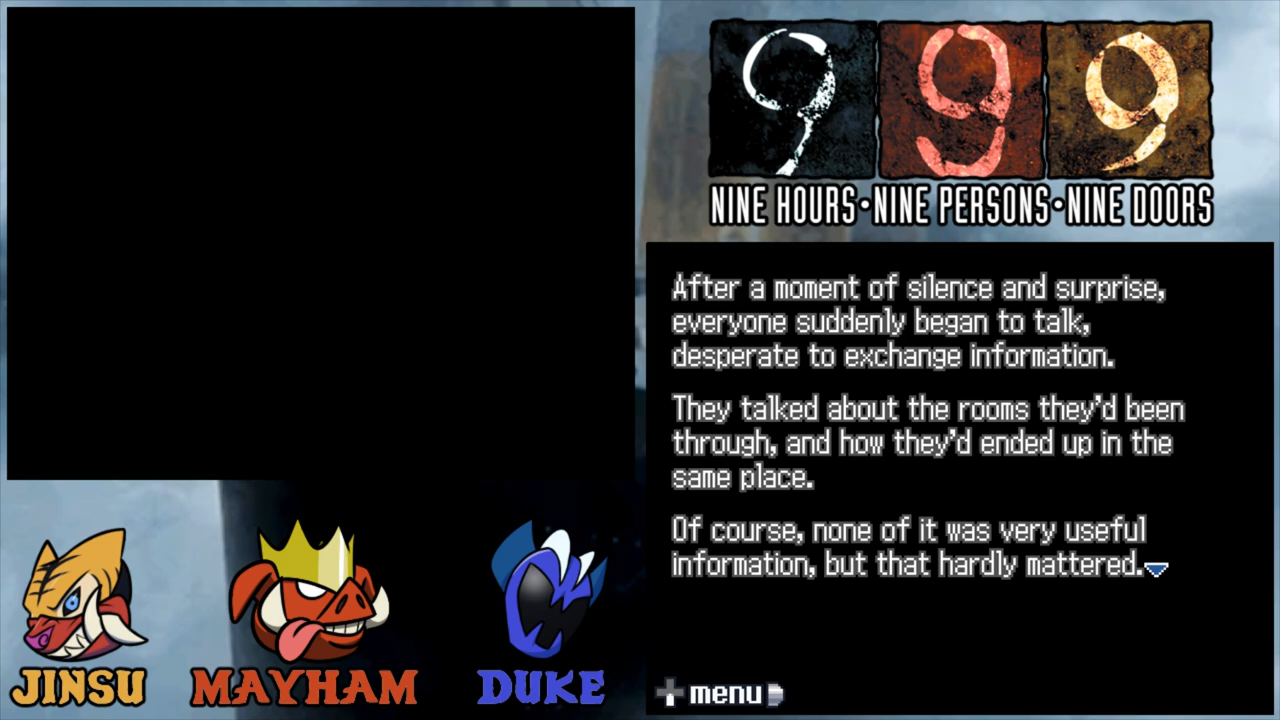 999
NINE HOURS•NINE PERSONS•NINE DOORS
After a moment of silence and surprise,
everyone suddenly began to talk,
desperate to exchange information.
They talked about the rooms they'd been
through, and how they'd ended up in the
same place.
Of course, none of it was very useful
information, but that hardly mattered.
menu
JINSU
MAYHAM
DUKE